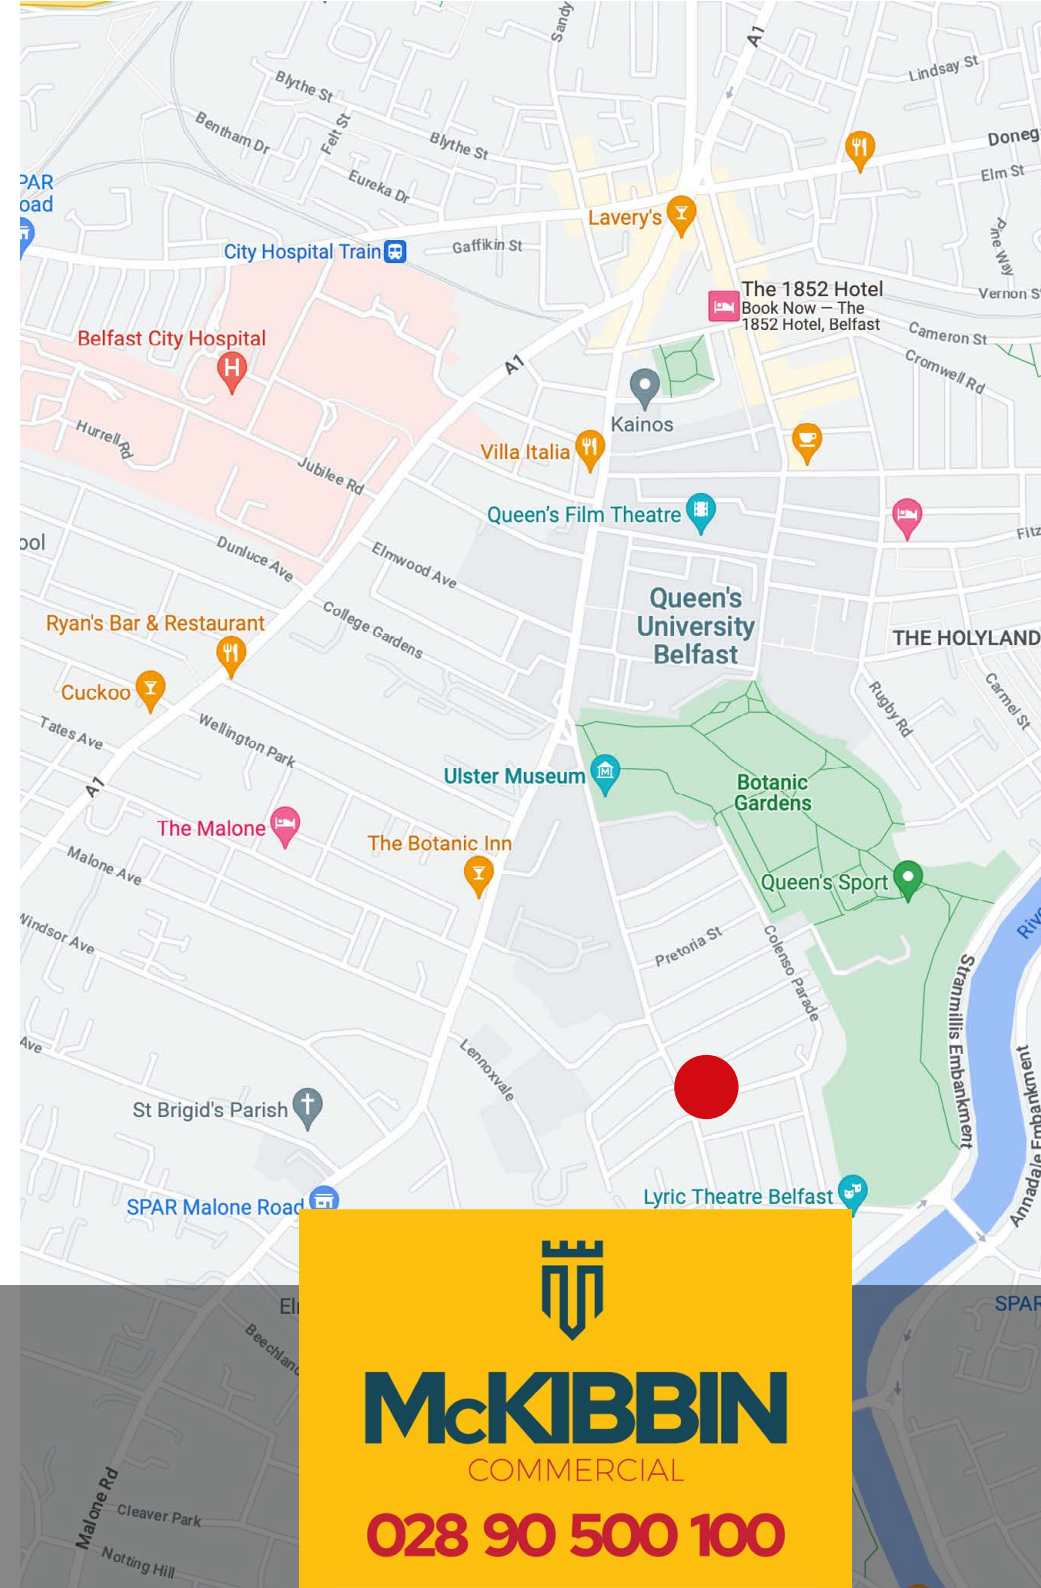 Sandy
A1
Lindsay St
Blythe St
Bentham Dr
Felt St
Blythe St
Doneg
Elm St
Eureka Dr
PAR
oad
Lavery's
City Hospital Train
Gaffikin St
ne Way
Vernon S
The 1852 Hotel
Book Now — The
1852 Hotel, Belfast
Belfast City Hospital
H
Cameron St
A1
Cromwell Rd
Kainos
Hurrell Rd
Villa Italia
Jubilee Rd
Queen's Film Theatre
Fitz
ool
Dunluce Ave
Elmwood Ave
Queen's
University
Belfast
College Gardens
Ryan's Bar & Restaurant
THE HOLYLAND
Cuckoo
Rugby Rd
Carmel St
Tates Ave
Wellington Park
A1
Ulster Museum
M
Botanic
Gardens
The Malone
The Botanic Inn
Malone Ave
Queen's Sport
Windsor Ave
Pretoria St
Colenso Parade
Riv
Stranmillis Embankment
Ave
Lennoxvale
Annadale Embankment
St Brigid's Parish
Lyric Theatre Belfast
SPAR Malone Road
El
SPAR
Beechlan
McKIBBIN
COMMERCIAL
028 90 500 100
Malone Rd
Cleaver Park
Notting Hill